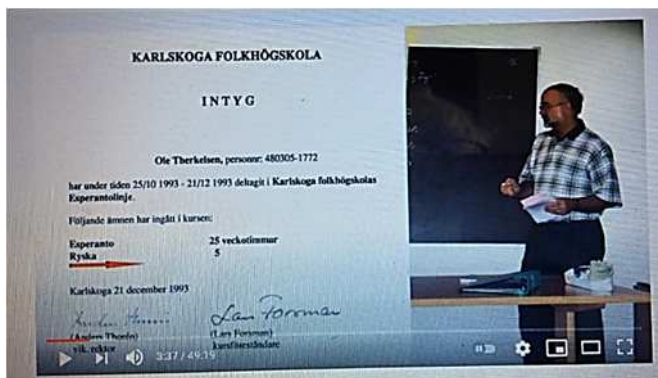 KARLSKOGA FOLKHÖGSKOLA
INTYG
Ole Therkelsen, personnr: 480305-1772
har under tiden 25/10 1993 - 21/12 1993 deltagit i Karlskoga folkhögskolas
Esperantolinje.
Följande ämnen har ingått i kursen:
Esperanto 25 veckotimmar
Ryska 5
Karlskoga 21 december 1993
Lars Forsman
(Anders Thorén) (Lars Forsman)
vik. rektor kursföreståndare
3:37 / 49:19